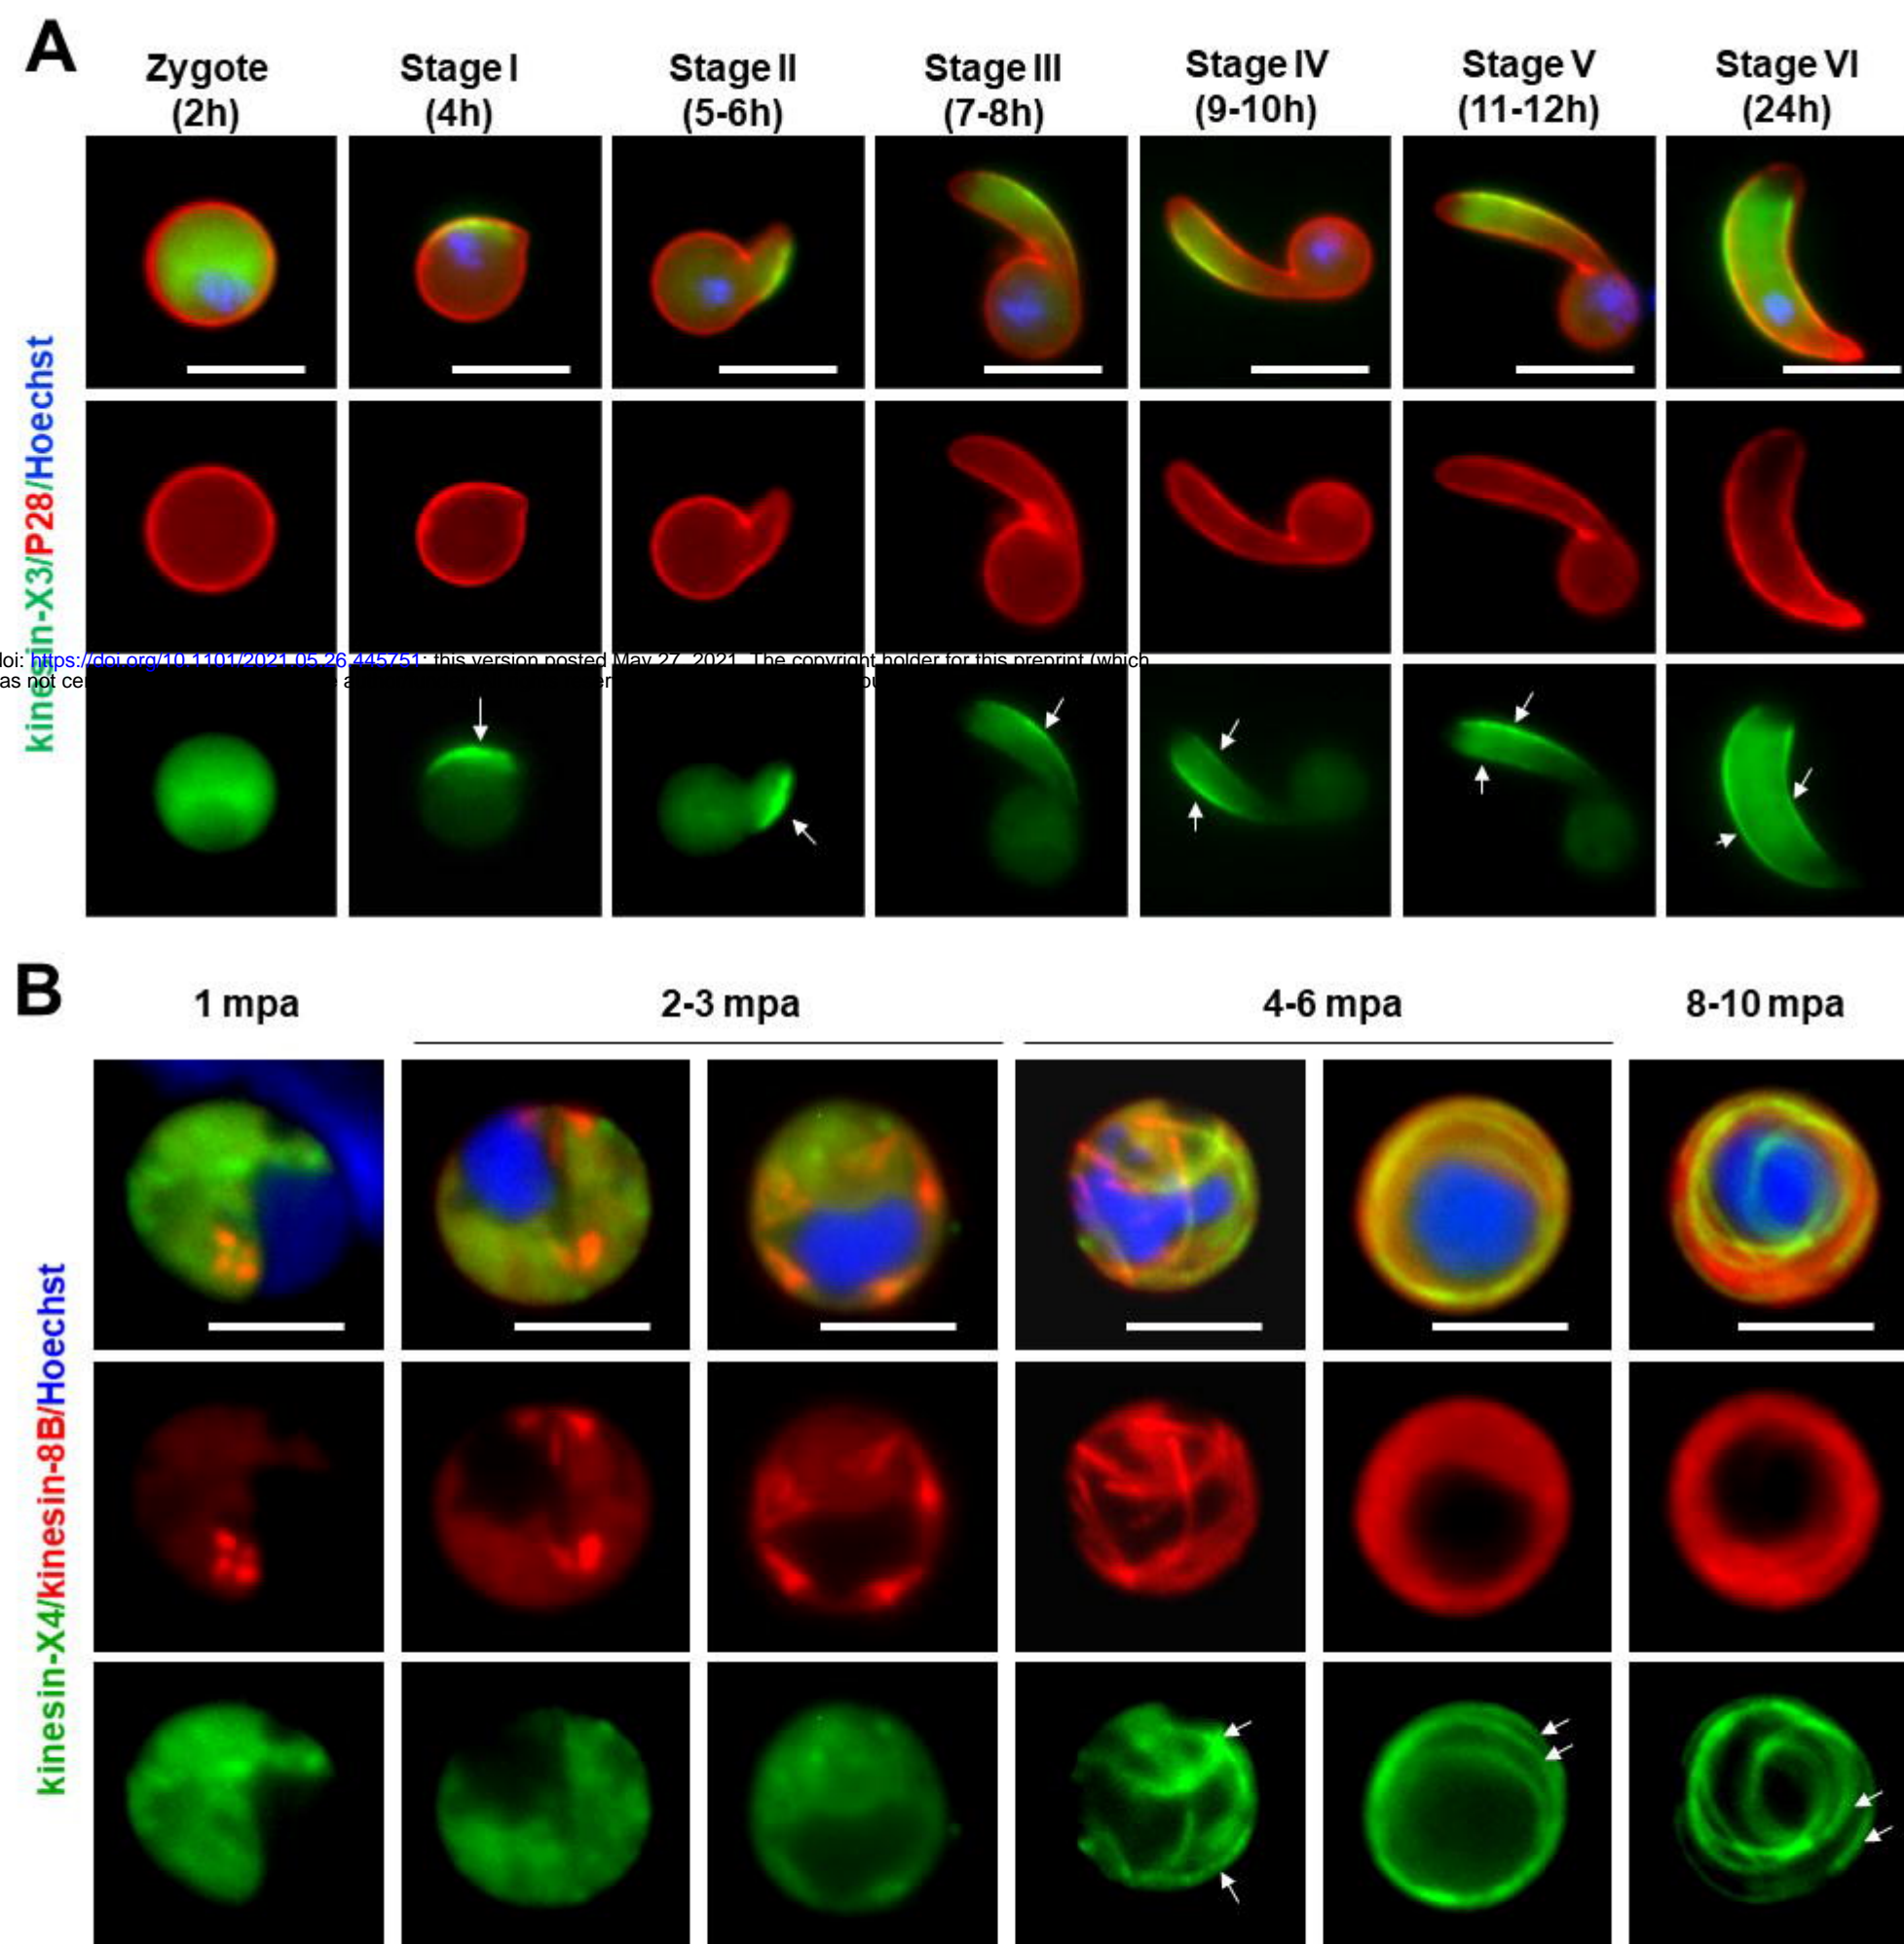 A
Zygote
(2h)
Stage I
(4h)
Stage II
(5-6h)
Stage III
(7-8h)
Stage IV
(9-10h)
Stage V
(11-12h)
Stage VI
(24h)
kinesin-X3/P28/Hoechst
oi: https://doi.org/10.1101/2021.05.26.445751; this version posted May 27, 2021. The copyright holder for this preprint (which
as not
B
1 mpa
2-3 mpa
4-6 mpa
8-10 mpa
kinesin-X4/kinesin-8B/Hoechst